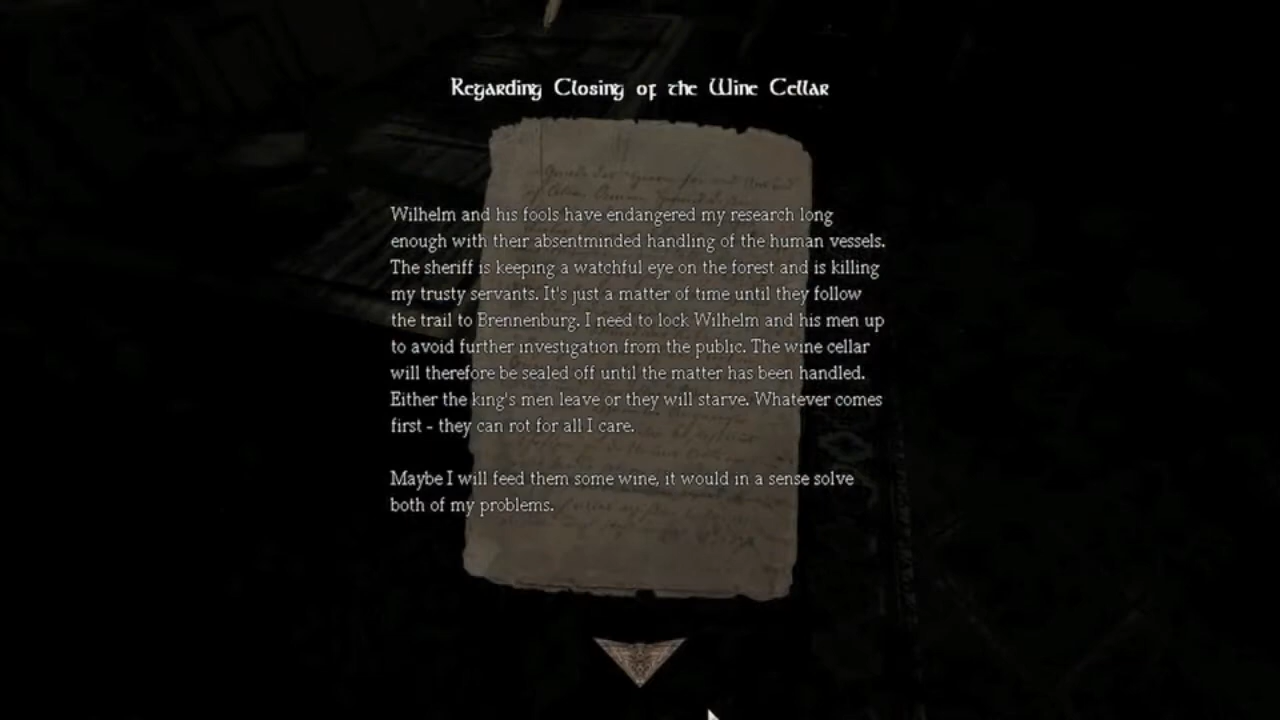 Regarding Closing of the Wine Cellar
Wilhelm and his fools have endangered my research long
enough with their absentminded handling of the human vessels.
The sheriff is keeping a watchful eye on the forest and is killing
my trusty servants. It's just a matter of time until they follow
the trail to Brennenburg. I need to lock Wilhelm and his men up
to avoid further investigation from the public. The wine cellar
will therefore be sealed off until the matter has been handled.
Either the king's men leave or they will starve. Whatever comes
first - they can rot for all I care.
Maybe I will feed them some wine, it would in a sense solve
both of my problems.